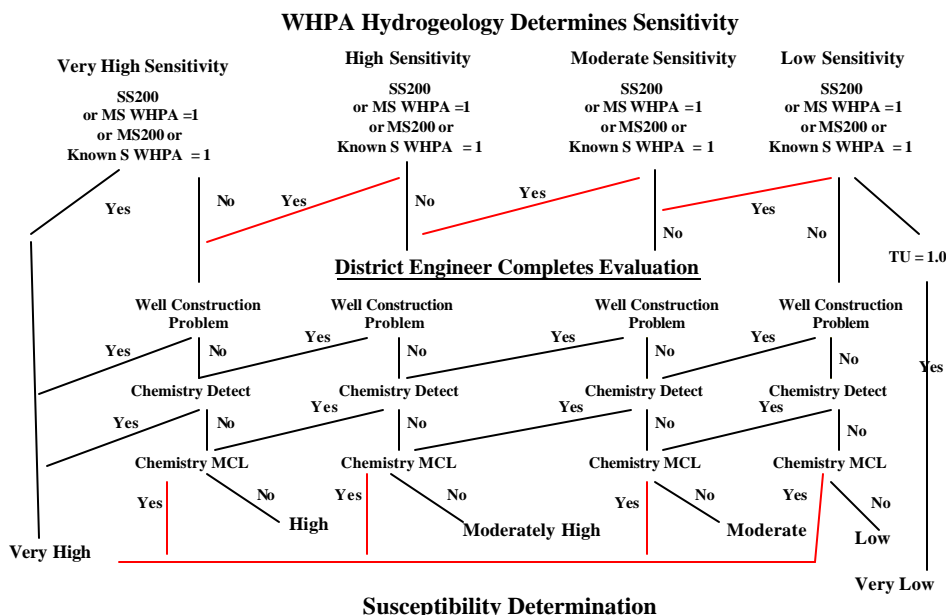 WHPA Hydrogeology Determines Sensitivity
Very High Sensitivity
SS200
or MS WHPA =1
or MS200 or
Known S WHPA = 1
High Sensitivity
SS200
or MS WHPA =1
or MS200 or
Known S WHPA = 1
Moderate Sensitivity
SS200
or MS WHPA =1
or MS200 or
Known S WHPA = 1
Low Sensitivity
SS200
or MS WHPA =1
or MS200 or
Known S WHPA = 1
Yes
No
Yes
No
Yes
No
Yes
No
TU = 1.0
District Engineer Completes Evaluation
Well Construction
Problem
Well Construction
Problem
Well Construction
Problem
Well Construction
Problem
Yes
No
Yes
No
Yes
No
Yes
No
Yes
Chemistry Detect
Chemistry Detect
Chemistry Detect
Chemistry Detect
Yes
No
Yes
No
Yes
No
Yes
No
Chemistry MCL
Chemistry MCL
Chemistry MCL
Chemistry MCL
Yes
No
Yes
No
Yes
No
Yes
No
High
Moderately High
Moderate
Low
Very High
Very Low
Susceptibility Determination